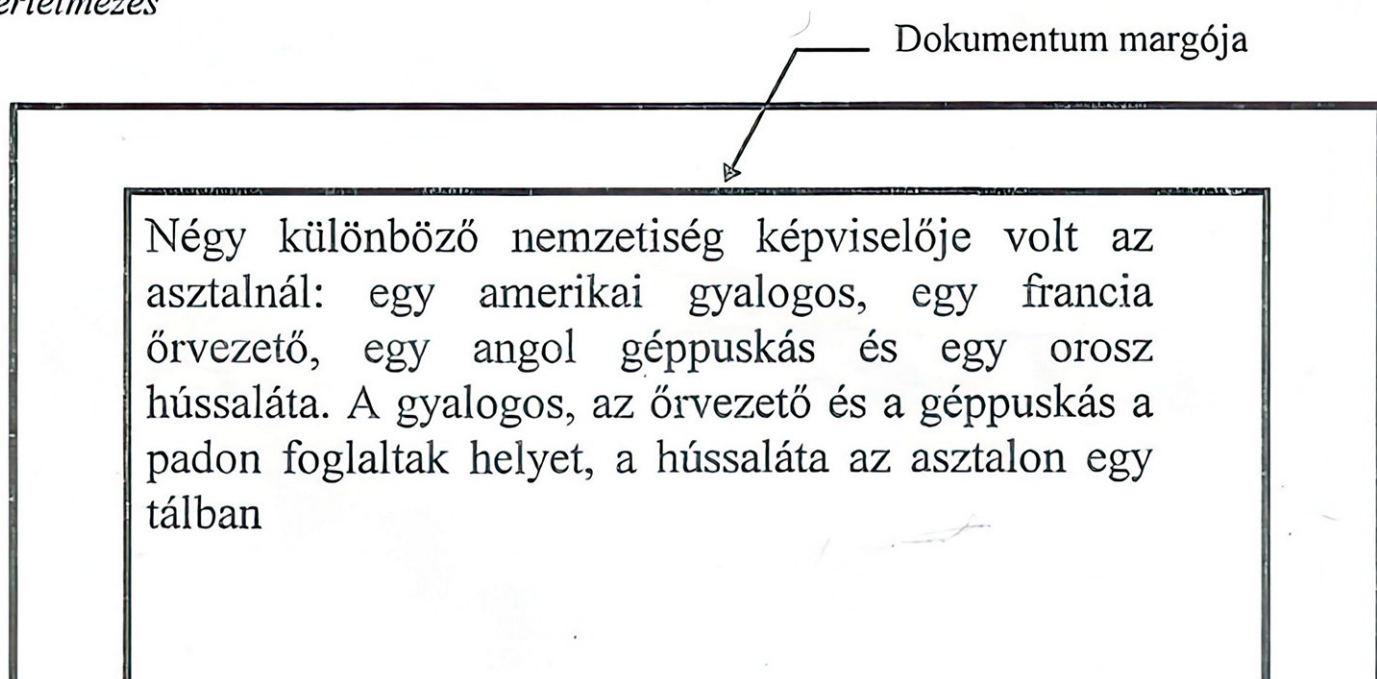 értelmezés
Dokumentum margója
Négy különböző nemzetiség képviselője volt az
asztalnál: egy amerikai gyalogos, egy francia
őrvezető, egy angol géppuskás és egy orosz
hússaláta. A gyalogos, az őrvezető és a géppuskás a
padon foglaltak helyet, a hússaláta az asztalon egy
tálban